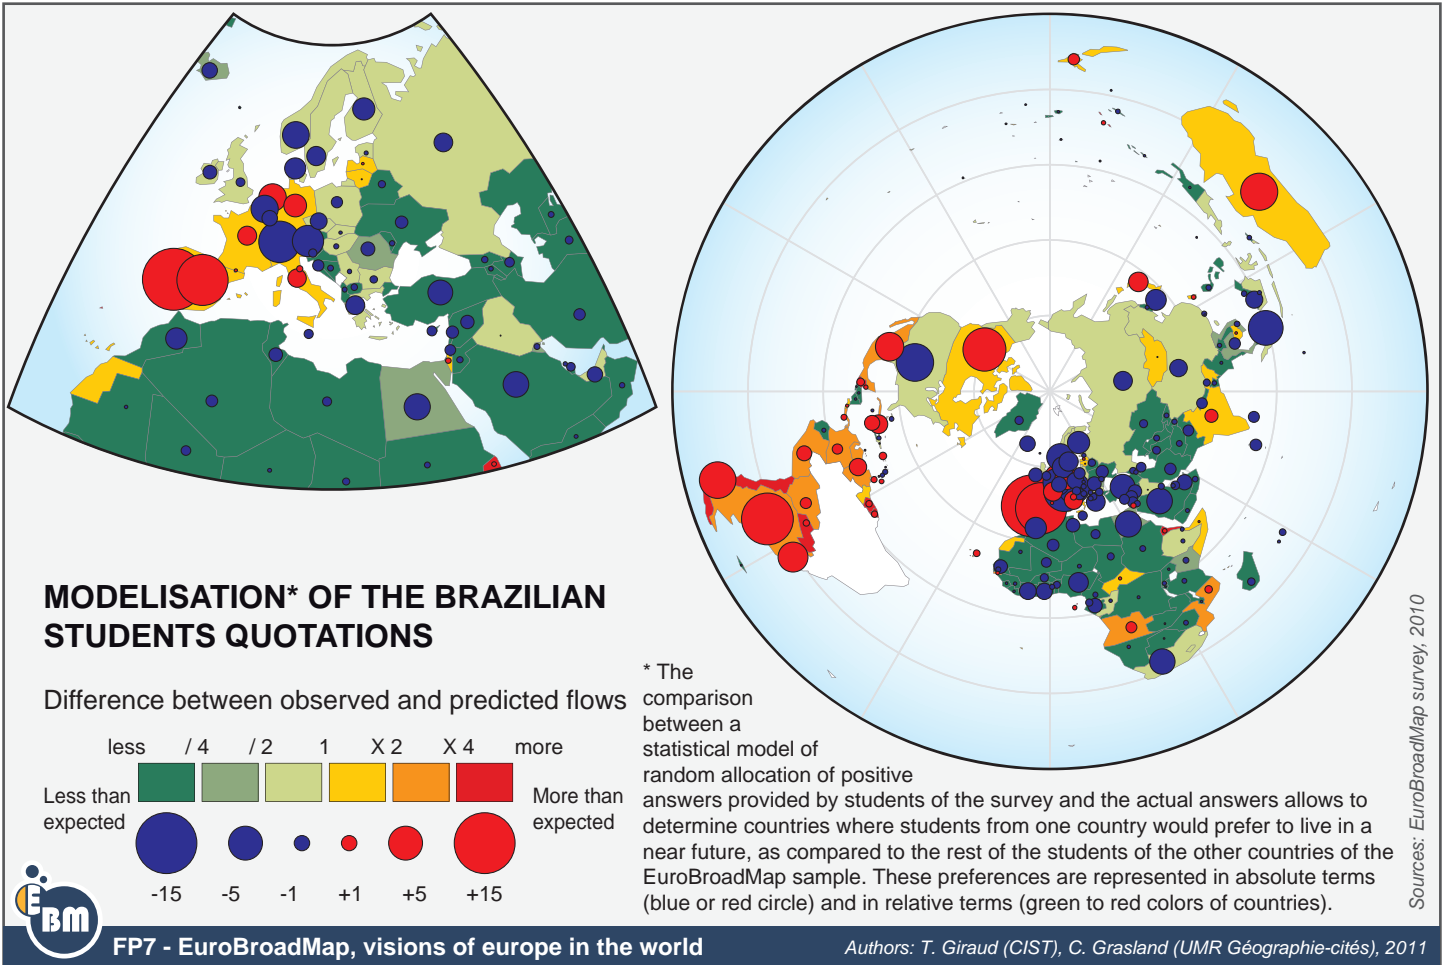 MODELISATION* OF THE BRAZILIAN
STUDENTS QUOTATIONS
Difference between observed and predicted flows
less / 4 / 2 1 X 2 X 4 more
Less than
expected
More than
expected
-15 -5 -1 +1 +5 +15
* The
comparison
between a
statistical model of
random allocation of positive
answers provided by students of the survey and the actual answers allows to
determine countries where students from one country would prefer to live in a
near future, as compared to the rest of the students of the other countries of the
EuroBroadMap sample. These preferences are represented in absolute terms
(blue or red circle) and in relative terms (green to red colors of countries).
Sources: EuroBroadMap survey, 2010
EBM
FP7 - EuroBroadMap, visions of europe in the world
Authors: T. Giraud (CIST), C. Grasland (UMR Géographie-cités), 2011